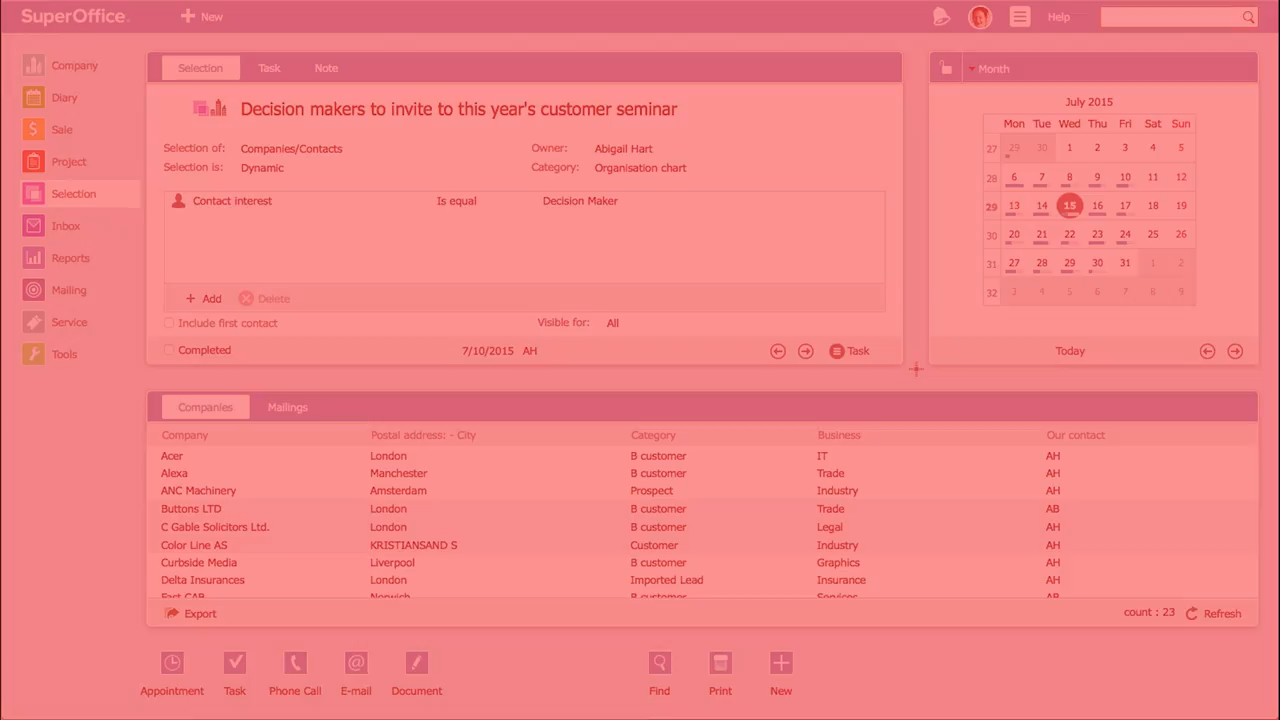 SuperOffice
New
Help
Company
Diary
Sale
Project
Selection
Inbox
Reports
Mailing
Service
Tools
Selection Task Note
Decision makers to invite to this year's customer seminar
Selection of: Companies/Contacts Owner: Abigail Hart
Selection is: Dynamic Category: Organisation chart
Contact interest Is equal Decision Maker
Add Delete
Include first contact Visible for: All
Completed 7/10/2015 AH Task
Month
July 2015
Mon Tue Wed Thu Fri Sat Sun
27 29 30 1 2 3 4 5
28 6 7 8 9 10 11 12
29 13 14 15 16 17 18 19
30 20 21 22 23 24 25 26
31 27 28 29 30 31 1 2
32 3 4 5 6 7 8 9
Today
Companies Mailings
Company Postal address: - City Category Business Our contact
Acer London B customer IT AH
Alexa Manchester B customer Trade AH
ANC Machinery Amsterdam Prospect Industry AH
Buttons LTD London B customer Trade AB
C Gable Solicitors Ltd. London B customer Legal AH
Color Line AS KRISTIANSAND S Customer Industry AH
Curbside Media Liverpool B customer Graphics AH
Delta Insurances London Imported Lead Insurance AH
Fast CAB Norwich B customer Services AB
Export count : 23 Refresh
Appointment Task Phone Call E-mail Document Find Print New